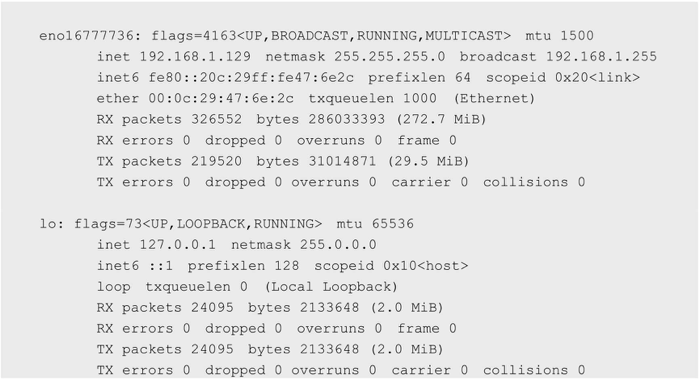 eno16777736: flags=4163<UP,BROADCAST,RUNNING,MULTICAST> mtu 1500
inet 192.168.1.129 netmask 255.255.255.0 broadcast 192.168.1.255
inet6 fe80::20c:29ff:fe47:6e2c prefixlen 64 scopeid 0x20<link>
ether 00:0c:29:47:6e:2c txqueuelen 1000 (Ethernet)
RX packets 326552 bytes 286033393 (272.7 MiB)
RX errors 0 dropped 0 overruns 0 frame 0
TX packets 219520 bytes 31014871 (29.5 MiB)
TX errors 0 dropped 0 overruns 0 carrier 0 collisions 0
lo: flags=73<UP,LOOPBACK,RUNNING> mtu 65536
inet 127.0.0.1 netmask 255.0.0.0
inet6 ::1 prefixlen 128 scopeid 0x10<host>
loop txqueuelen 0 (Local Loopback)
RX packets 24095 bytes 2133648 (2.0 MiB)
RX errors 0 dropped 0 overruns 0 frame 0
TX packets 24095 bytes 2133648 (2.0 MiB)
TX errors 0 dropped 0 overruns 0 carrier 0 collisions 0